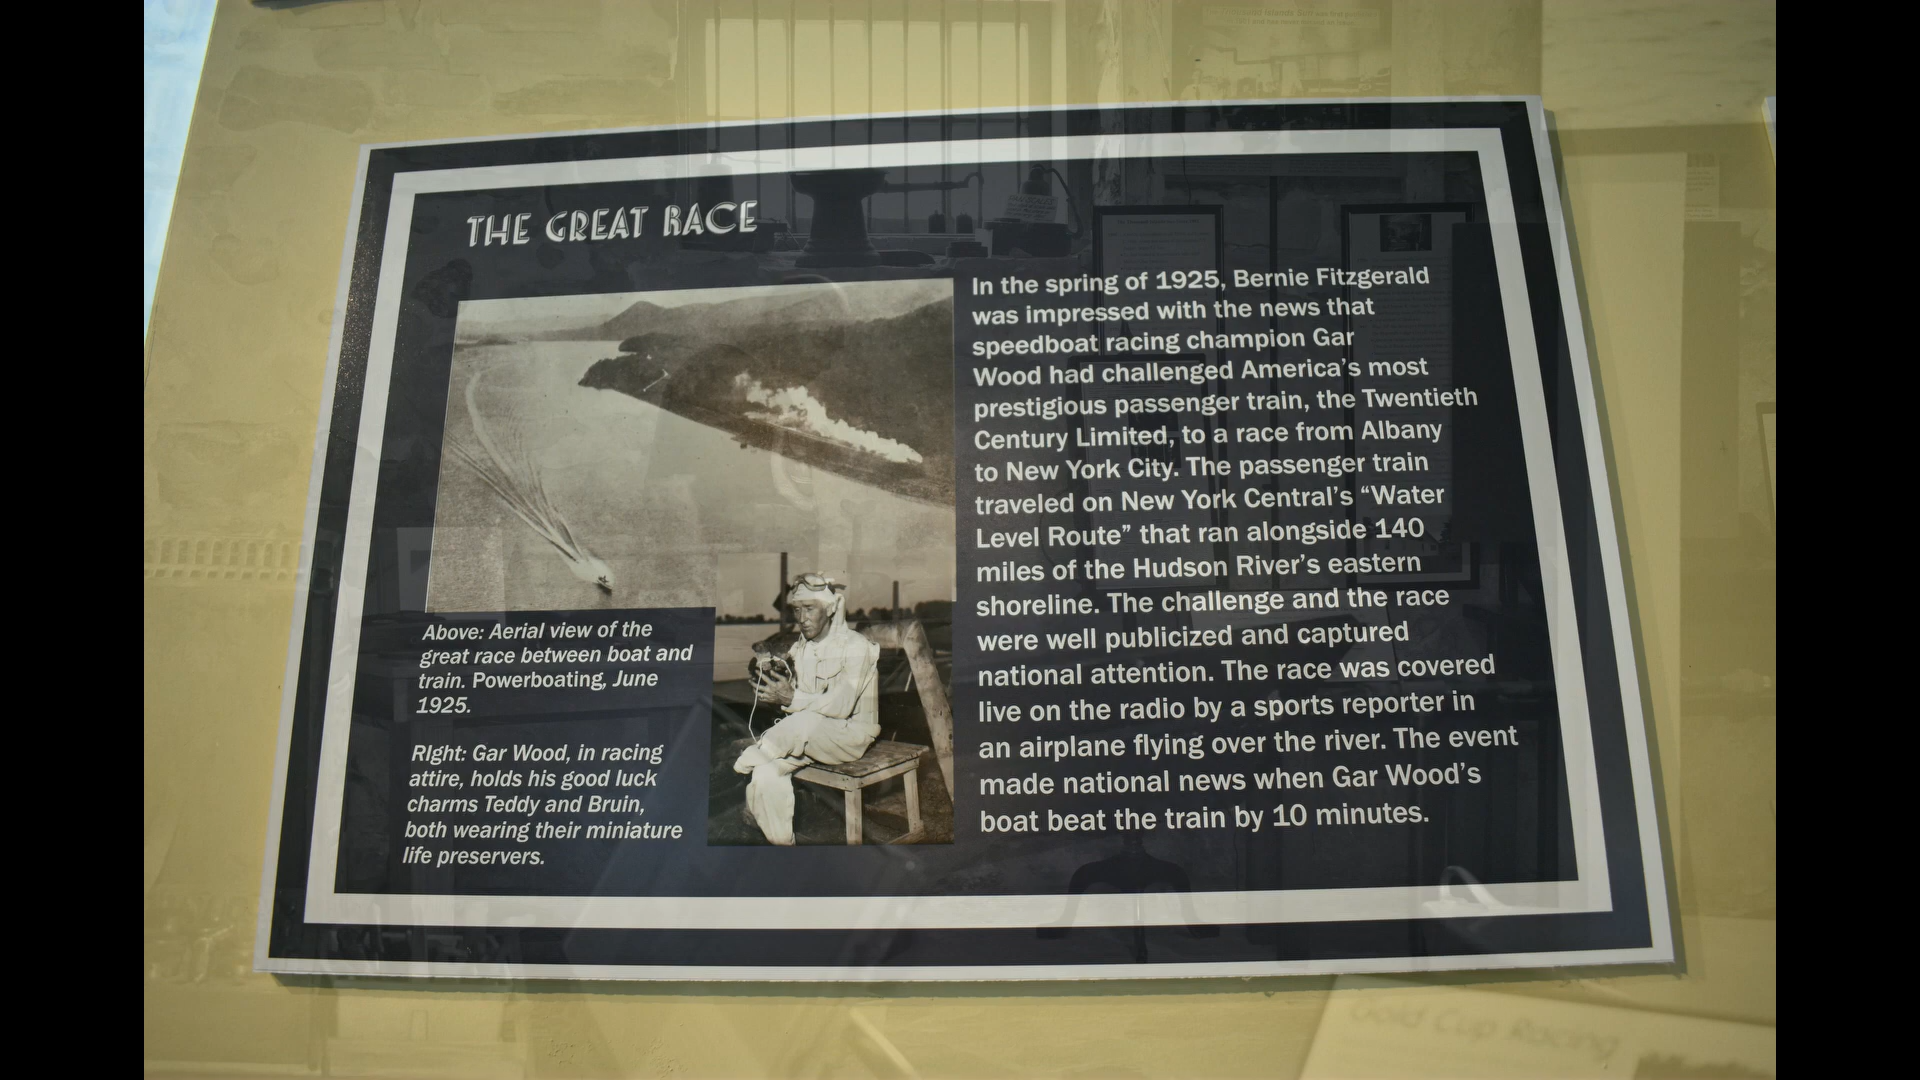 THE GREAT RACE
In the spring of 1925, Bernie Fitzgerald
was impressed with the news that
speedboat racing champion Gar
Wood had challenged America's most
prestigious passenger train, the Twentieth
Century Limited, to a race from Albany
to New York City. The passenger train
traveled on New York Central's “Water
Level Route” that ran alongside 140
miles of the Hudson River's eastern
shoreline. The challenge and the race
were well publicized and captured
national attention. The race was covered
live on the radio by a sports reporter in
an airplane flying over the river. The event
made national news when Gar Wood's
boat beat the train by 10 minutes.
Above: Aerial view of the
great race between boat and
train. Powerboating, June
1925.
RIght: Gar Wood, in racing
attire, holds his good luck
charms Teddy and Bruin,
both wearing their miniature
life preservers.
Gold Cup Racing